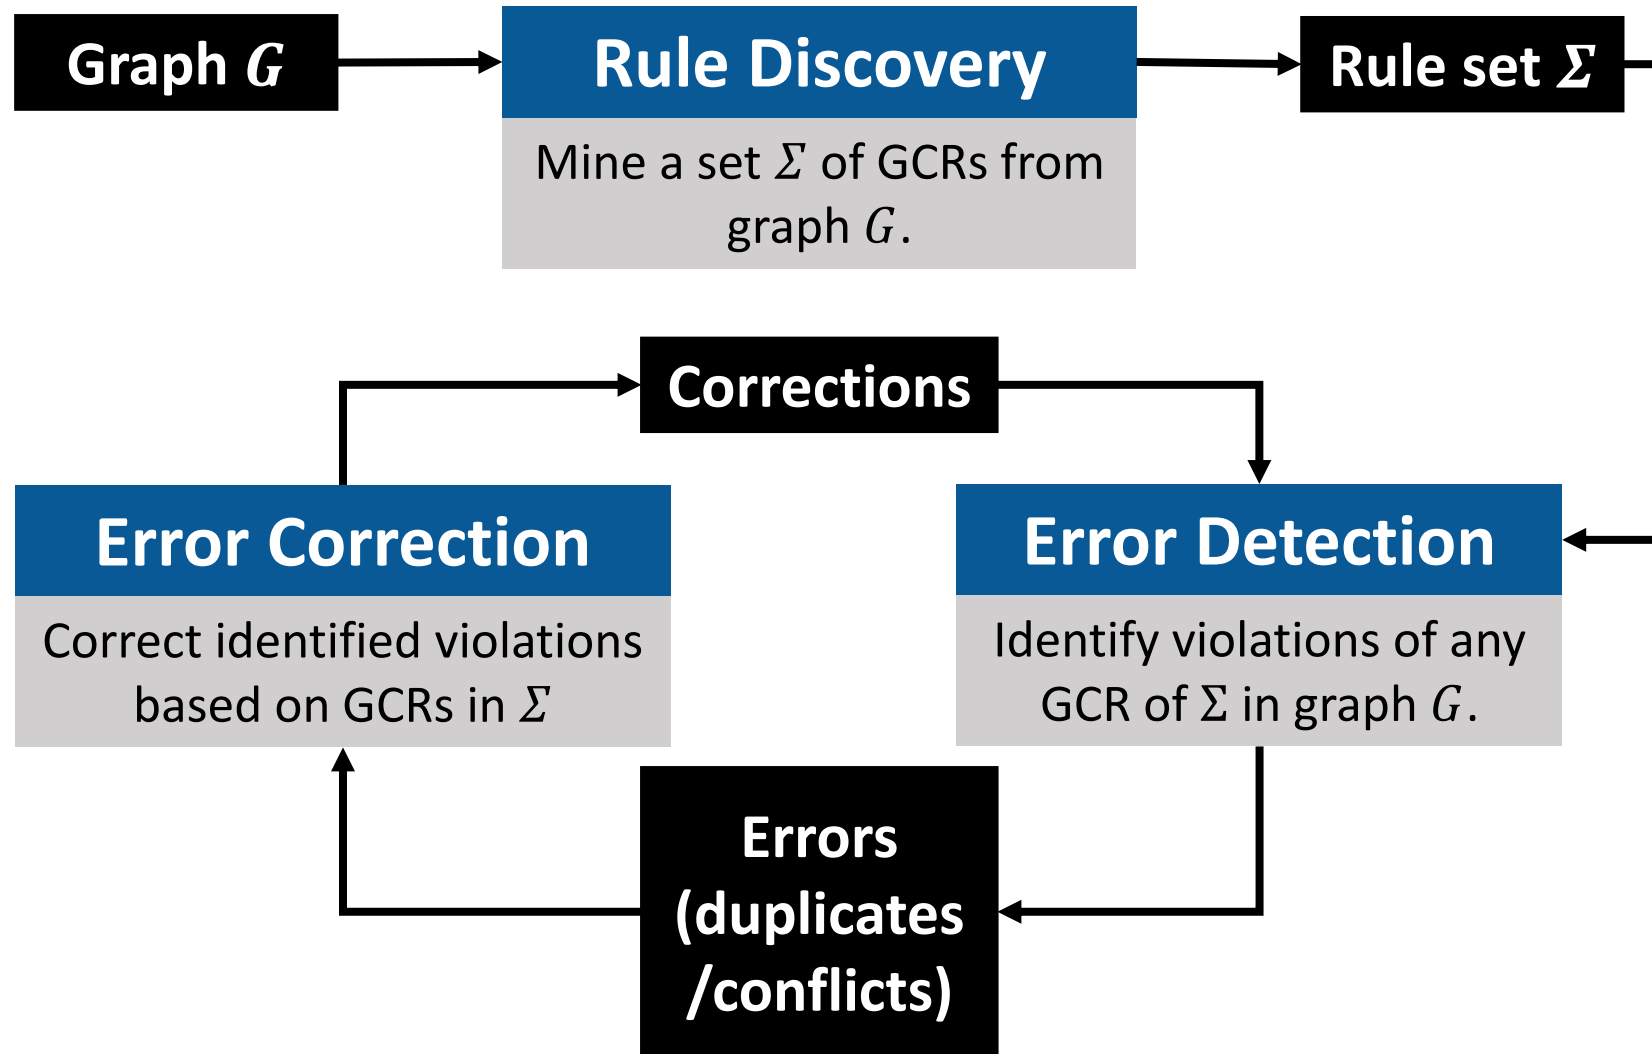 Graph G
Rule Discovery
Rule set Σ
Mine a set Σ of GCRs from
graph G.
Corrections
Error Correction
Error Detection
Correct identified violations
based on GCRs in Σ
Identify violations of any
GCR of Σ in graph G.
Errors
(duplicates
/conflicts)